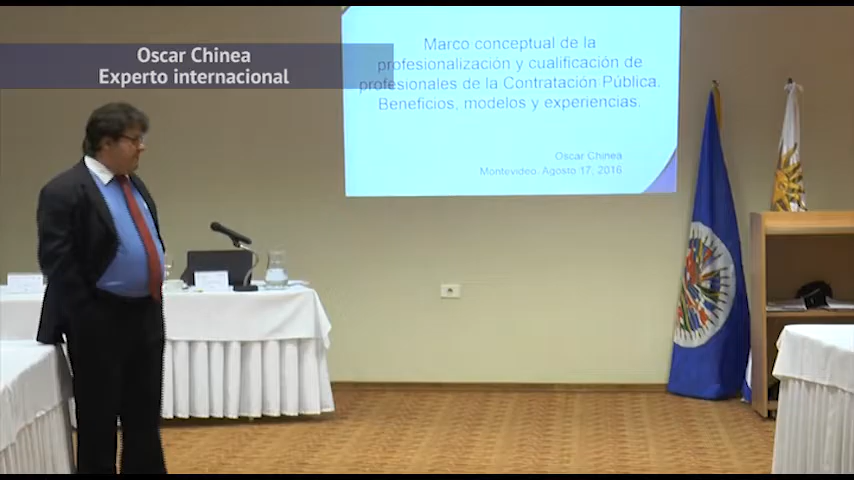 Oscar Chinea
Experto internacional
Marco conceptual de la
profesionalización y cualificación de
profesionales de la Contratación Pública.
Beneficios, modelos y experiencias.
Oscar Chinea
Montevideo, Agosto 17, 2016